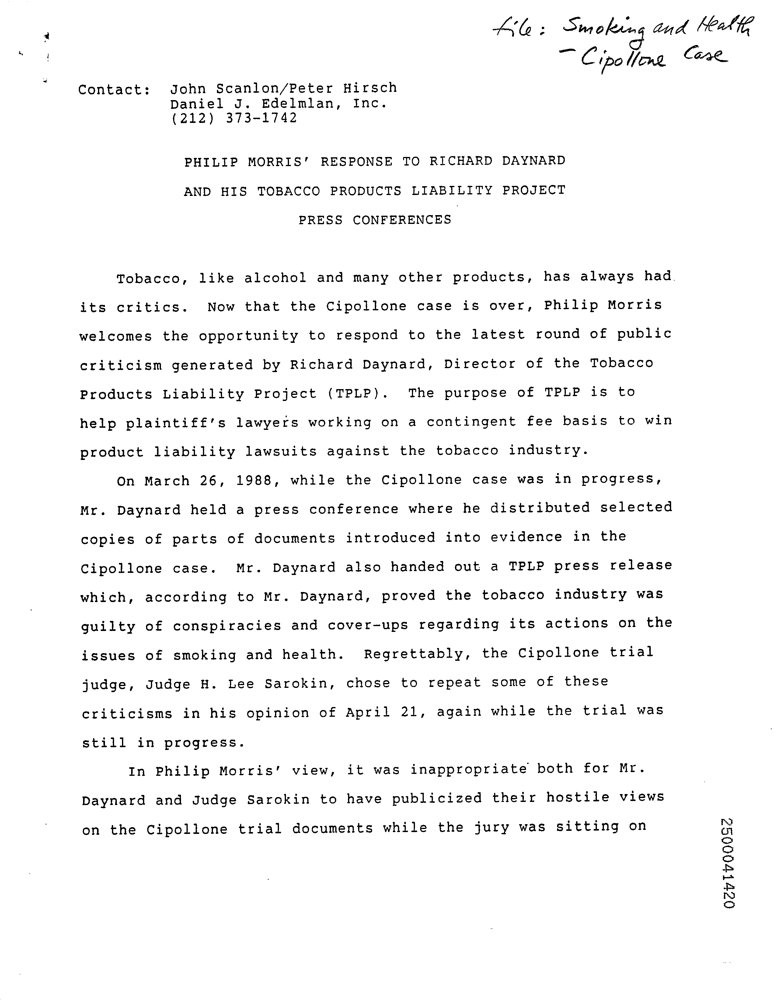 file: Smoking and Health
- Cipollone Case
Contact: John Scanlon/Peter Hirsch
Daniel J. Edelmlan, Inc.
(212) 373-1742
PHILIP MORRIS' RESPONSE TO RICHARD DAYNARD
AND HIS TOBACCO PRODUCTS LIABILITY PROJECT
PRESS CONFERENCES
Tobacco, like alcohol and many other products, has always had
its critics. Now that the Cipollone case is over, Philip Morris
welcomes the opportunity to respond to the latest round of public
criticism generated by Richard Daynard, Director of the Tobacco
Products Liability Project (TPLP). The purpose of TPLP is to
help plaintiff's lawyers working on a contingent fee basis to win
product liability lawsuits against the tobacco industry.
On March 26, 1988, while the Cipollone case was in progress,
Mr. Daynard held a press conference where he distributed selected
copies of parts of documents introduced into evidence in the
Cipollone case. Mr. Daynard also handed out a TPLP press release
which, according to Mr. Daynard, proved the tobacco industry was
guilty of conspiracies and cover-ups regarding its actions on the
issues of smoking and health. Regrettably, the Cipollone trial
judge, Judge H. Lee Sarokin, chose to repeat some of these
criticisms in his opinion of April 21, again while the trial was
still in progress.
In Philip Morris' view, it was inappropriate both for Mr.
Daynard and Judge Sarokin to have publicized their hostile views
on the Cipollone trial documents while the jury was sitting on
2500041420